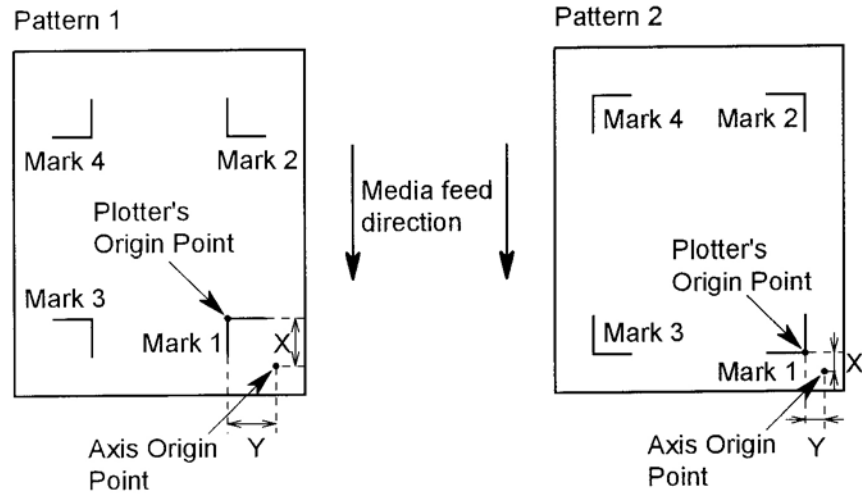 Pattern 1
Mark 4
Mark 2
Plotter's
Origin Point
Mark 3
Mark 1
X
Axis Origin
Point
Y
Media feed
direction
Pattern 2
Mark 4
Mark 2
Plotter's
Origin Point
Mark 3
Mark 1
X
Axis Origin
Point
Y